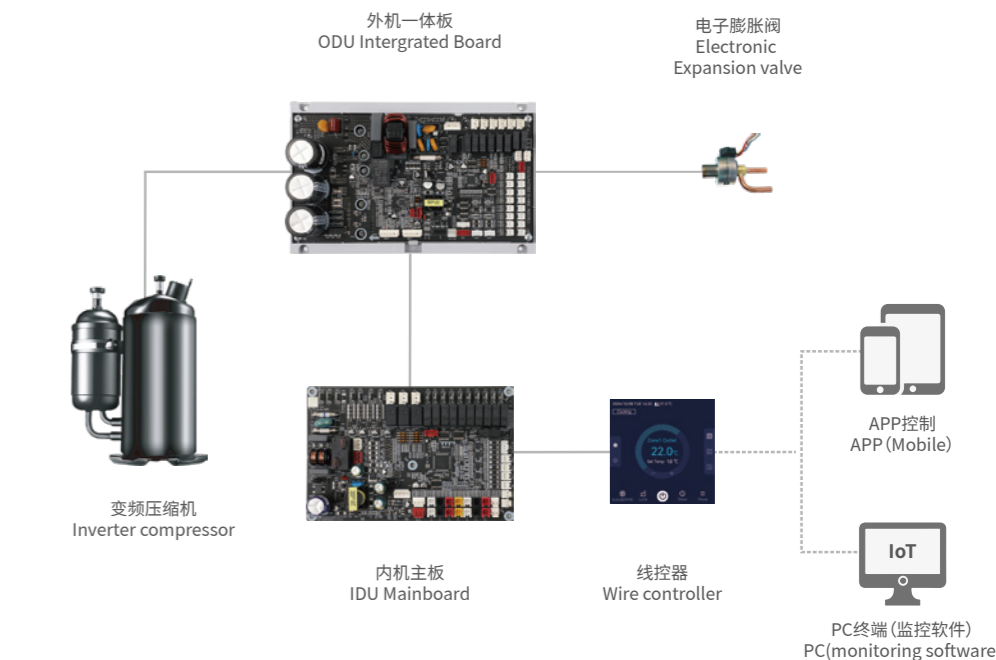 外机一体板
ODU Intergrated Board
电子膨胀阀
Electronic
Expansion valve
22.0
APP控制
APP（Mobile）
变频压缩机
Inverter compressor
内机主板
IDU Mainboard
线控器
Wire controller
IoT
PC终端（监控软件）
PC(monitoring software